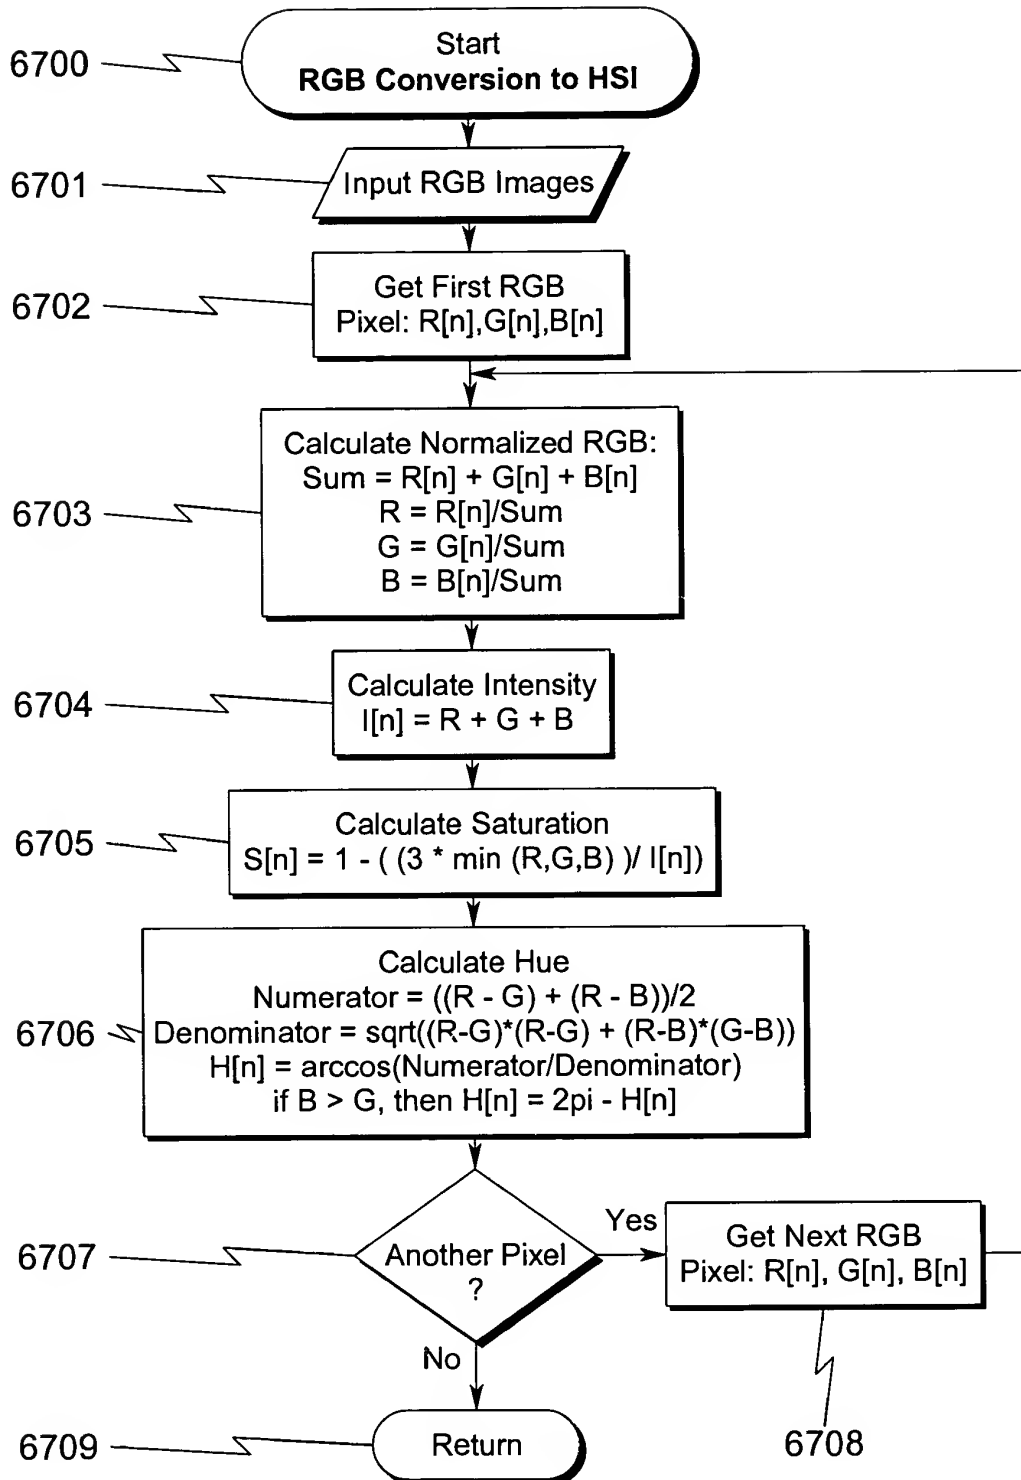 6700
Start
RGB Conversion to HSI
6701
Input RGB Images
6702
Get First RGB
Pixel: R[n],G[n],B[n]
6703
Calculate Normalized RGB:
Sum = R[n] + G[n] + B[n]
R = R[n]/Sum
G = G[n]/Sum
B = B[n]/Sum
6704
Calculate Intensity
I[n] = R + G + B
6705
Calculate Saturation
S[n] = 1 - ( (3 * min (R,G,B) )/ I[n])
6706
Calculate Hue
Numerator = ((R - G) + (R - B))/2
Denominator = sqrt((R-G)*(R-G) + (R-B)*(G-B))
H[n] = arccos(Numerator/Denominator)
if B > G, then H[n] = 2pi - H[n]
6707
Another Pixel
?
Yes
Get Next RGB
Pixel: R[n], G[n], B[n]
6708
No
6709
Return